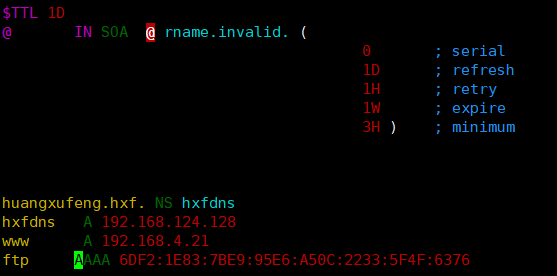 $TTL 1D
@ IN SOA @ rname.invalid. (
0 ; serial
1D ; refresh
1H ; retry
1W ; expire
3H ) ; minimum
huangxufeng.hxf. NS hxfdns
hxfdns A 192.168.124.128
www A 192.168.4.21
ftp AAAA 6DF2:1E83:7BE9:95E6:A50C:2233:5F4F:6376